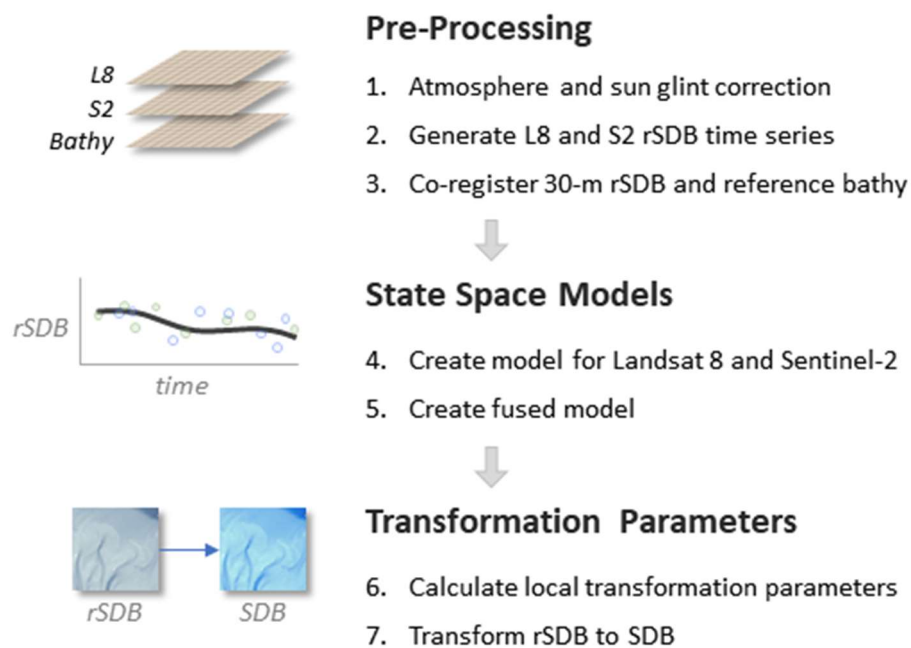 Pre-Processing
L8
S2
Bathy
1. Atmosphere and sun glint correction
2. Generate L8 and S2 rSDB time series
3. Co-register 30-m rSDB and reference bathy
State Space Models
rSDB
time
4. Create model for Landsat 8 and Sentinel-2
5. Create fused model
Transformation Parameters
rSDB
SDB
6. Calculate local transformation parameters
7. Transform rSDB to SDB